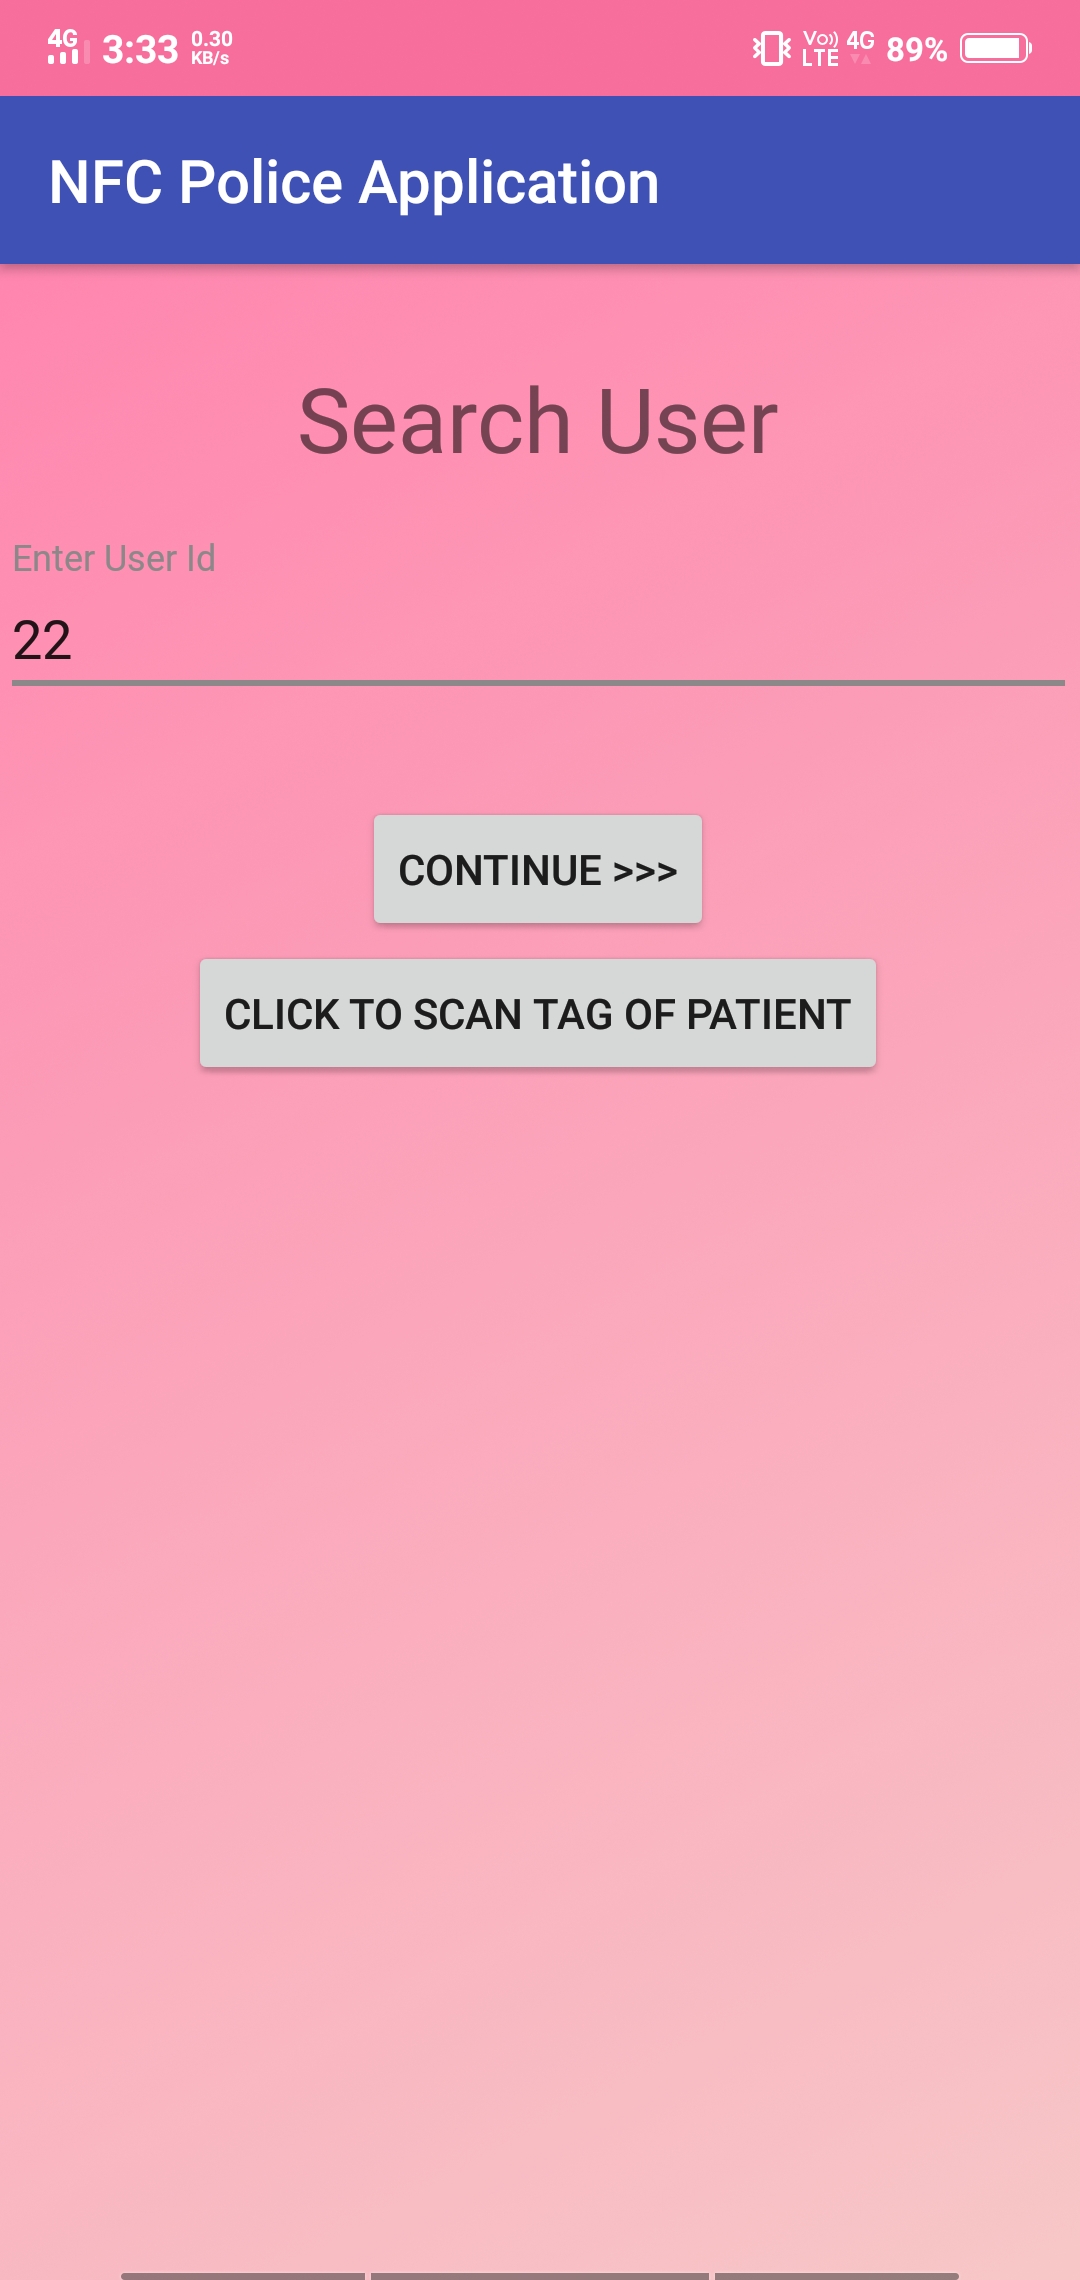 4G 3:33 0.30 KB/s Vo)) LTE 4G 89%
NFC Police Application
Search User
Enter User Id
22
CONTINUE >>>
CLICK TO SCAN TAG OF PATIENT